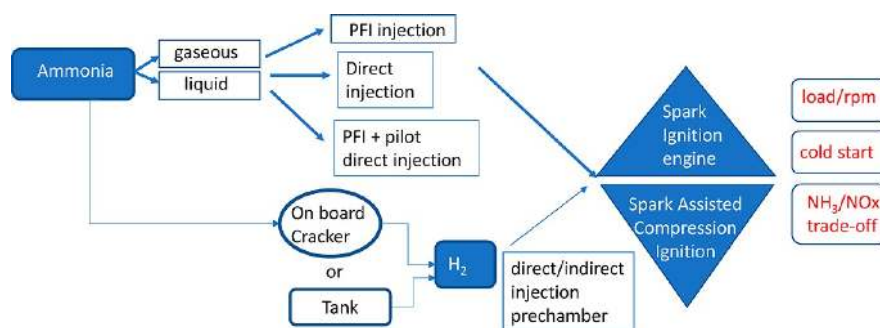 Ammonia
gaseous
liquid
PFI injection
Direct
injection
PFI + pilot
direct injection
On board
Cracker
or
Tank
H₂
direct/indirect
injection
prechamber
Spark
Ignition
engine
Spark Assisted
Compression
Ignition
load/rpm
cold start
NH₃/NOx
trade-off